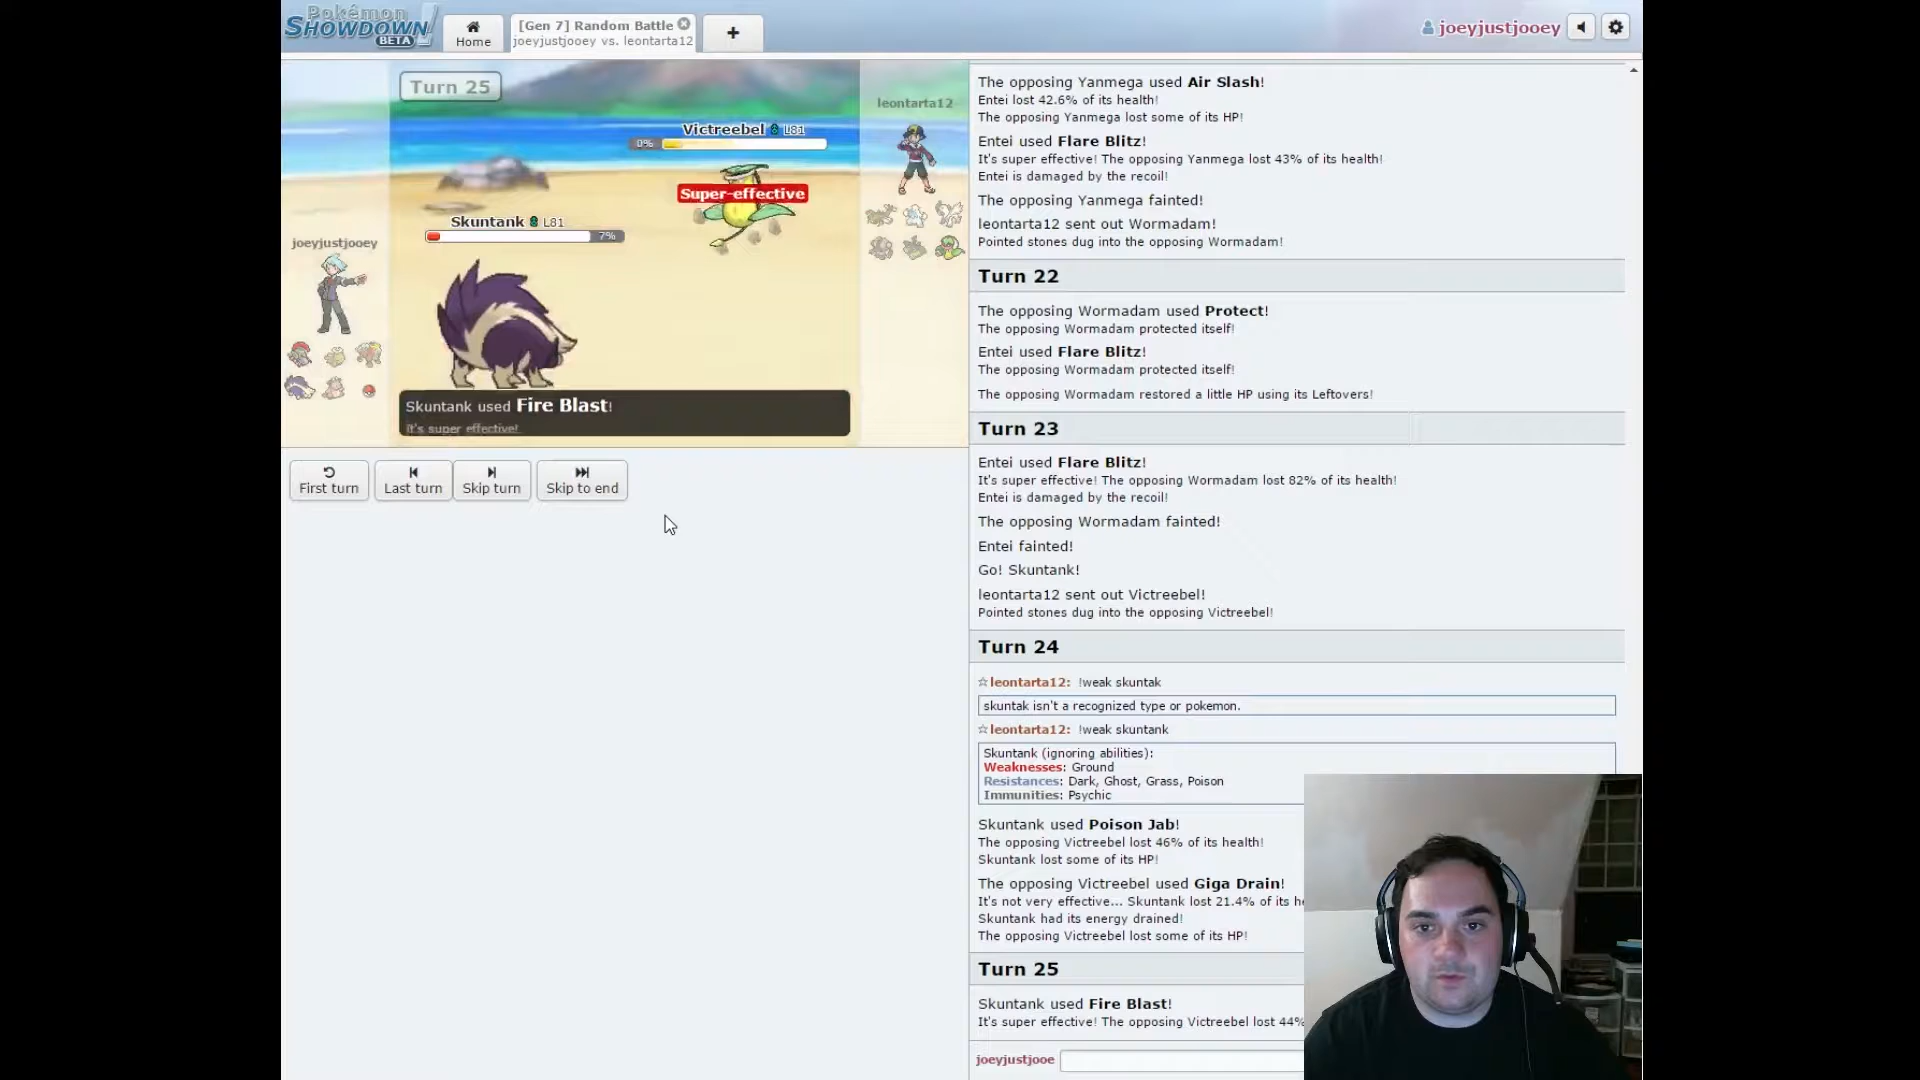 Pokémon
SHOWDOWN!
BETA
Home
[Gen 7] Random Battle
joeyjustjooey vs. leontarta12
+
joeyjustjooey
Turn 25
leontarta12
Victreebel L81
0%
Super-effective
Skuntank L81
7%
joeyjustjooey
Skuntank used Fire Blast!
It's super effective!
First turn
Last turn
Skip turn
Skip to end
The opposing Yanmega used Air Slash!
Entei lost 42.6% of its health!
The opposing Yanmega lost some of its HP!
Entei used Flare Blitz!
It's super effective! The opposing Yanmega lost 43% of its health!
Entei is damaged by the recoil!
The opposing Yanmega fainted!
leontarta12 sent out Wormadam!
Pointed stones dug into the opposing Wormadam!
Turn 22
The opposing Wormadam used Protect!
The opposing Wormadam protected itself!
Entei used Flare Blitz!
The opposing Wormadam protected itself!
The opposing Wormadam restored a little HP using its Leftovers!
Turn 23
Entei used Flare Blitz!
It's super effective! The opposing Wormadam lost 82% of its health!
Entei is damaged by the recoil!
The opposing Wormadam fainted!
Entei fainted!
Go! Skuntank!
leontarta12 sent out Victreebel!
Pointed stones dug into the opposing Victreebel!
Turn 24
☆leontarta12: !weak skuntak
skuntak isn't a recognized type or pokemon.
☆leontarta12: !weak skuntank
Skuntank (ignoring abilities):
Weaknesses: Ground
Resistances: Dark, Ghost, Grass, Poison
Immunities: Psychic
Skuntank used Poison Jab!
The opposing Victreebel lost 46% of its health!
Skuntank lost some of its HP!
The opposing Victreebel used Giga Drain!
It's not very effective... Skuntank lost 21.4% of its he
Skuntank had its energy drained!
The opposing Victreebel lost some of its HP!
Turn 25
Skuntank used Fire Blast!
It's super effective! The opposing Victreebel lost 44%
joeyjustjooe